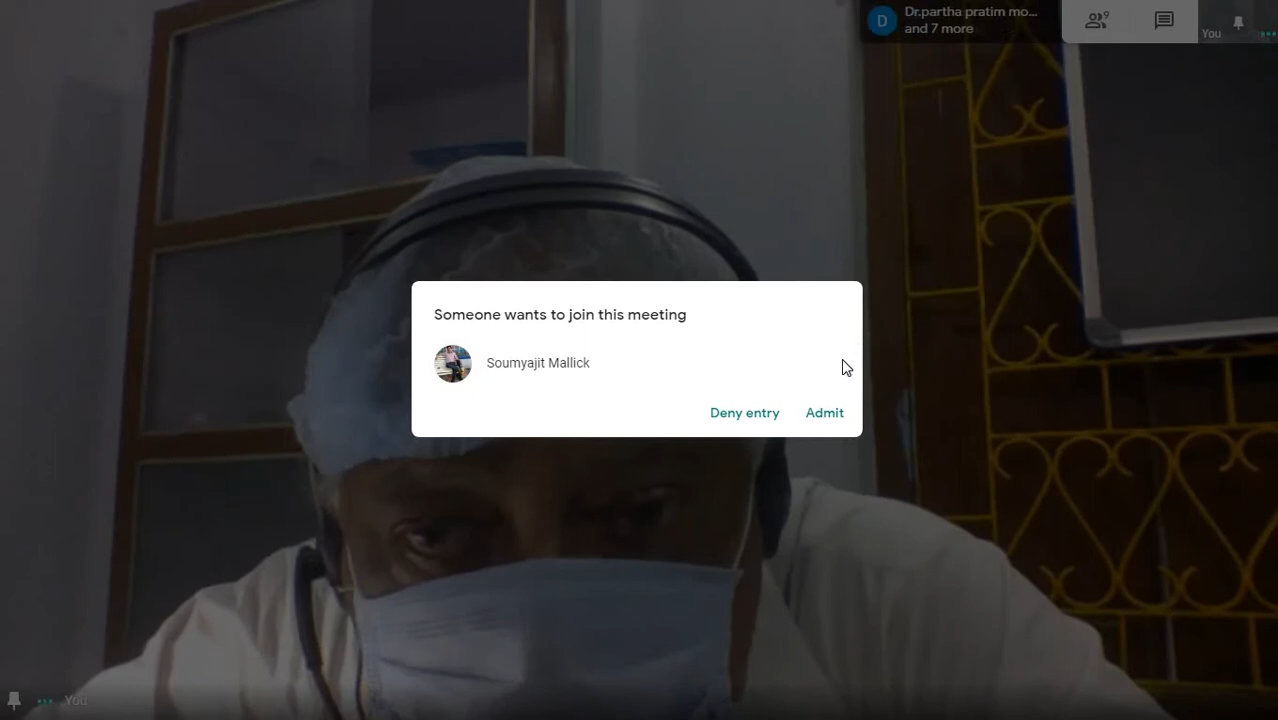 D
Dr.partha pratim mo...
and 7 more
9
You
Someone wants to join this meeting
Soumyajit Mallick
Deny entry
Admit
You